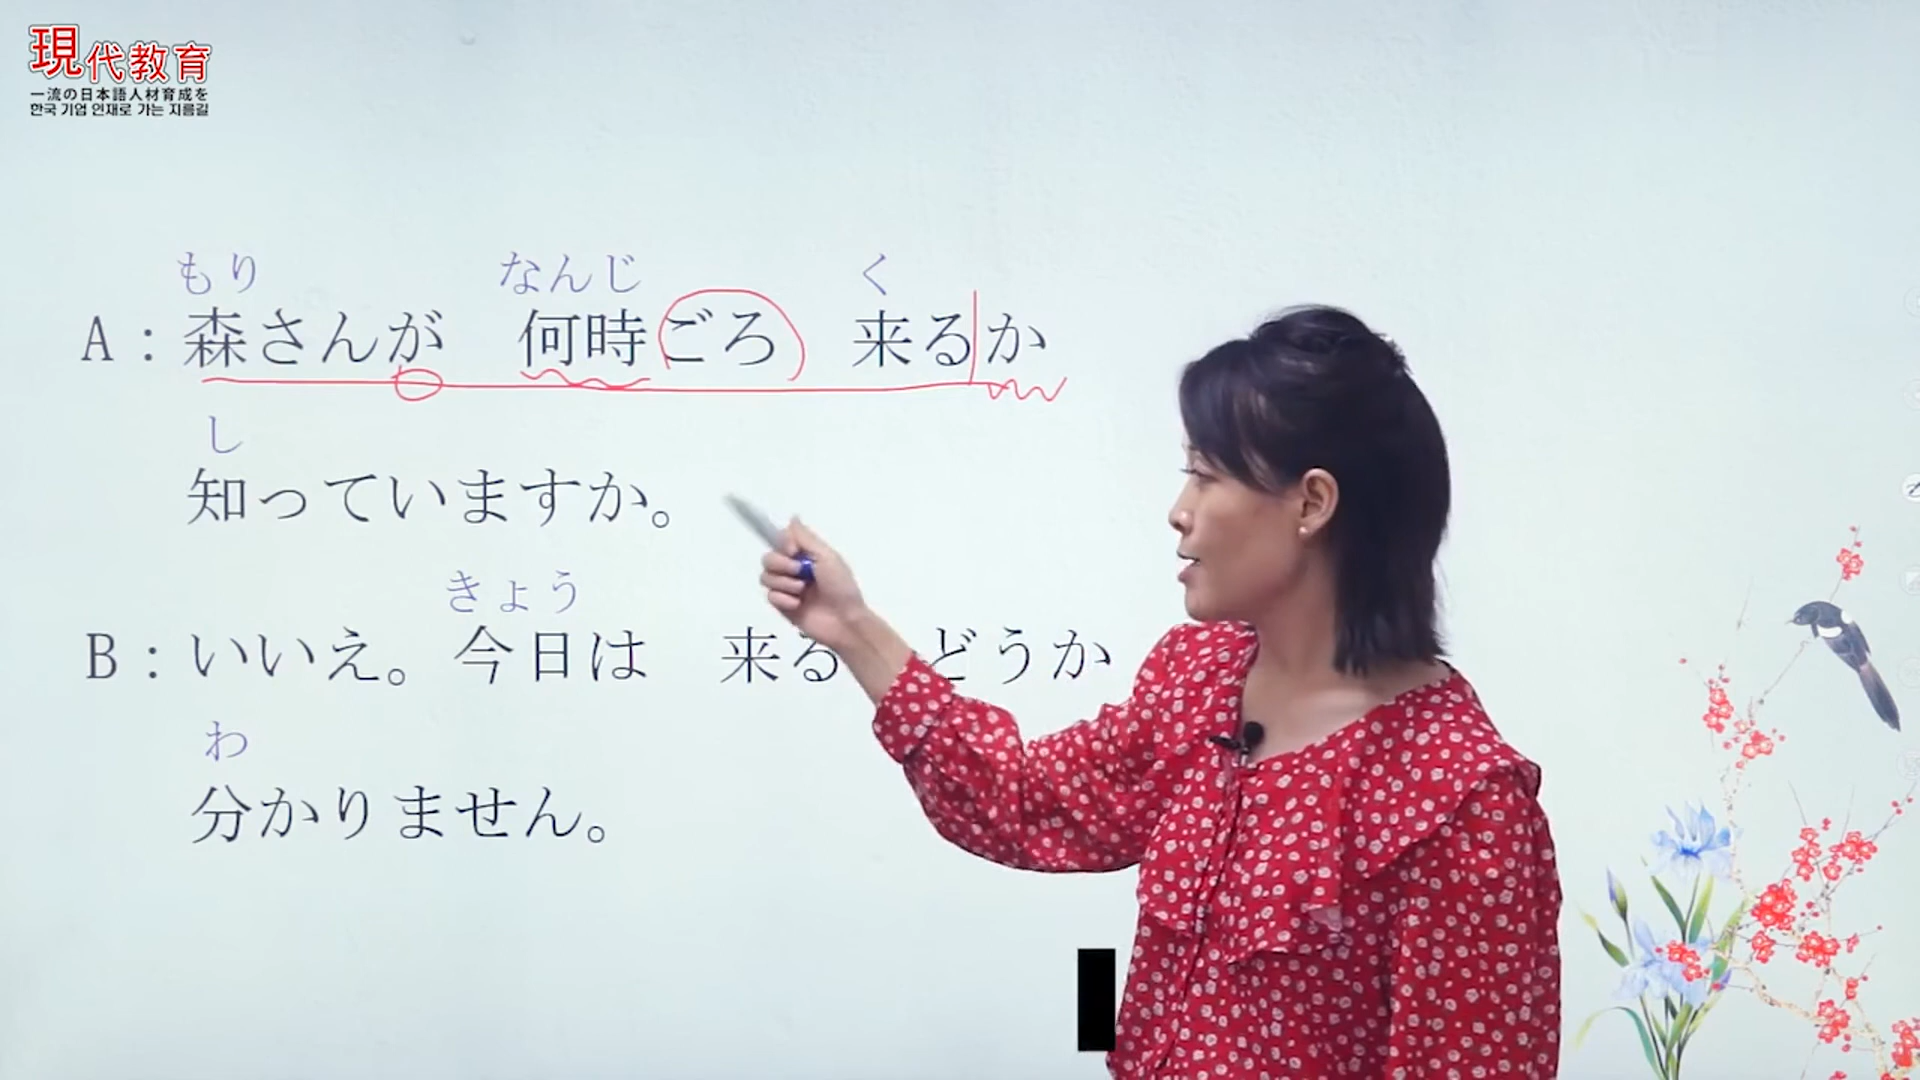 現代教育
一流の日本語人材育成を
한국 기업 인재로 가는 지름길
もり なんじ く
A:森さんが 何時ごろ 来るか
し
知っていますか。
きょう
B:いいえ。今日は 来る どうか
わ
分かりません。